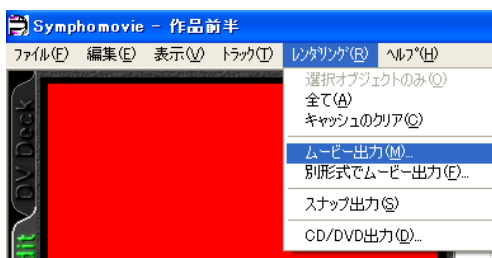 Symphomovie - 作品前半
ファイル(F) 編集(E) 表示(V) トラック(T) レンダリング(R) ヘルプ(H)
選択オブジェクトのみ(O)
全て(A)
キャッシュのクリア(C)
ムービー出力(M)...
別形式でムービー出力(F)...
スナップ出力(S)
CD/DVD出力(D)...
DV Deck
Edit